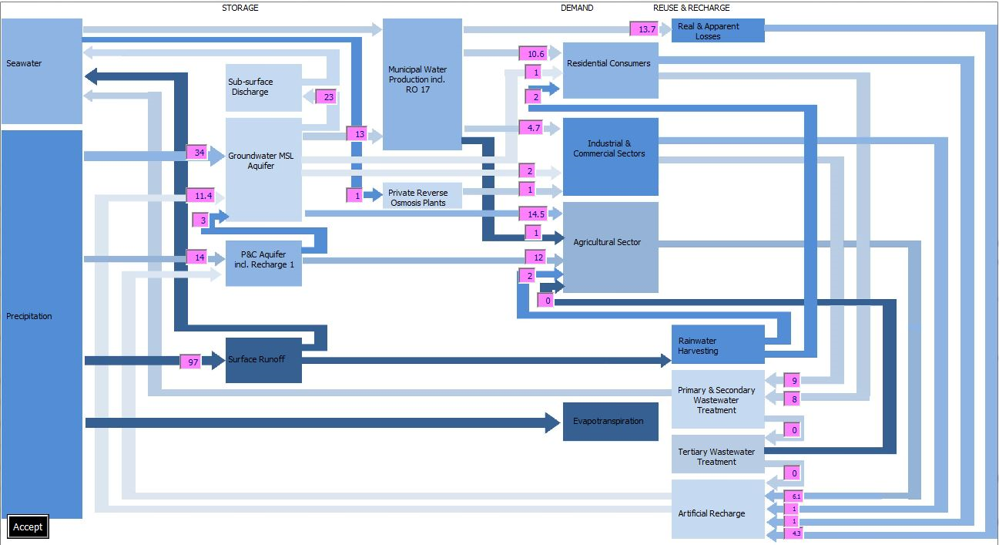 STORAGE
DEMAND
REUSE & RECHARGE
Seawater
Precipitation
Accept
Sub-surface
Discharge
23
Groundwater MSL
Aquifer
34
11.4
3
P&C Aquifer
incl. Recharge 1
14
Surface Runoff
97
Municipal Water
Production incl.
RO 17
13
1
Private Reverse
Osmosis Plants
13.7
10.6
1
2
4.7
2
1
14.5
1
12
2
0
Residential Consumers
Industrial &
Commercial Sectors
Agricultural Sector
Evapotranspiration
Real & Apparent
Losses
Rainwater
Harvesting
Primary & Secondary
Wastewater
Treatment
9
8
0
Tertiary Wastewater
Treatment
0
Artificial Recharge
6.1
1
1
4.3